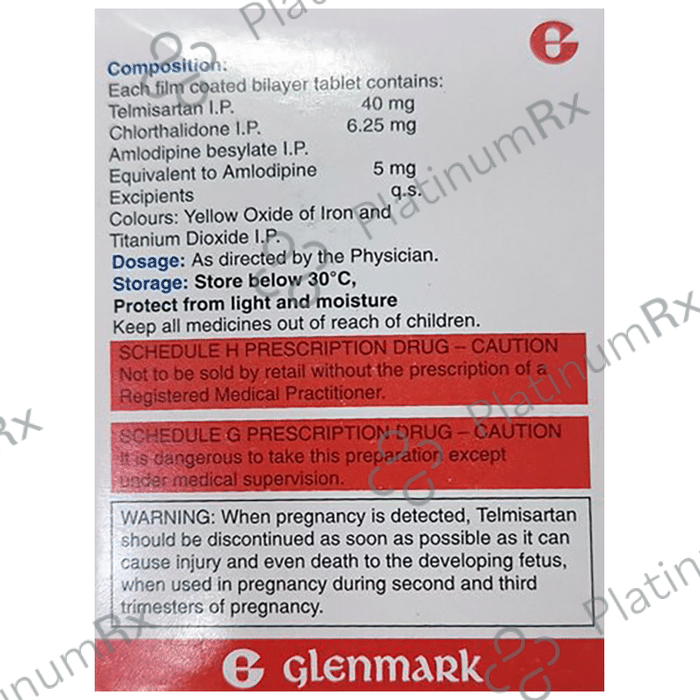 Composition:
Each film coated bilayer tablet contains:
Telmisartan I.P. 40 mg
Chlorthalidone I.P. 6.25 mg
Amlodipine besylate I.P.
Equivalent to Amlodipine 5 mg
Excipients q.s.
Colours: Yellow Oxide of Iron and
Titanium Dioxide I.P.
Dosage: As directed by the Physician.
Storage: Store below 30°C,
Protect from light and moisture
Keep all medicines out of reach of children.
SCHEDULE H PRESCRIPTION DRUG – CAUTION
Not to be sold by retail without the prescription of a
Registered Medical Practitioner.
SCHEDULE G PRESCRIPTION DRUG – CAUTION
It is dangerous to take this preparation except
under medical supervision.
WARNING: When pregnancy is detected, Telmisartan
should be discontinued as soon as possible as it can
cause injury and even death to the developing fetus,
when used in pregnancy during second and third
trimesters of pregnancy.
glenmark
PlatinumRx
PlatinumRx
PlatinumRx
PlatinumRx
Rx
inumRx